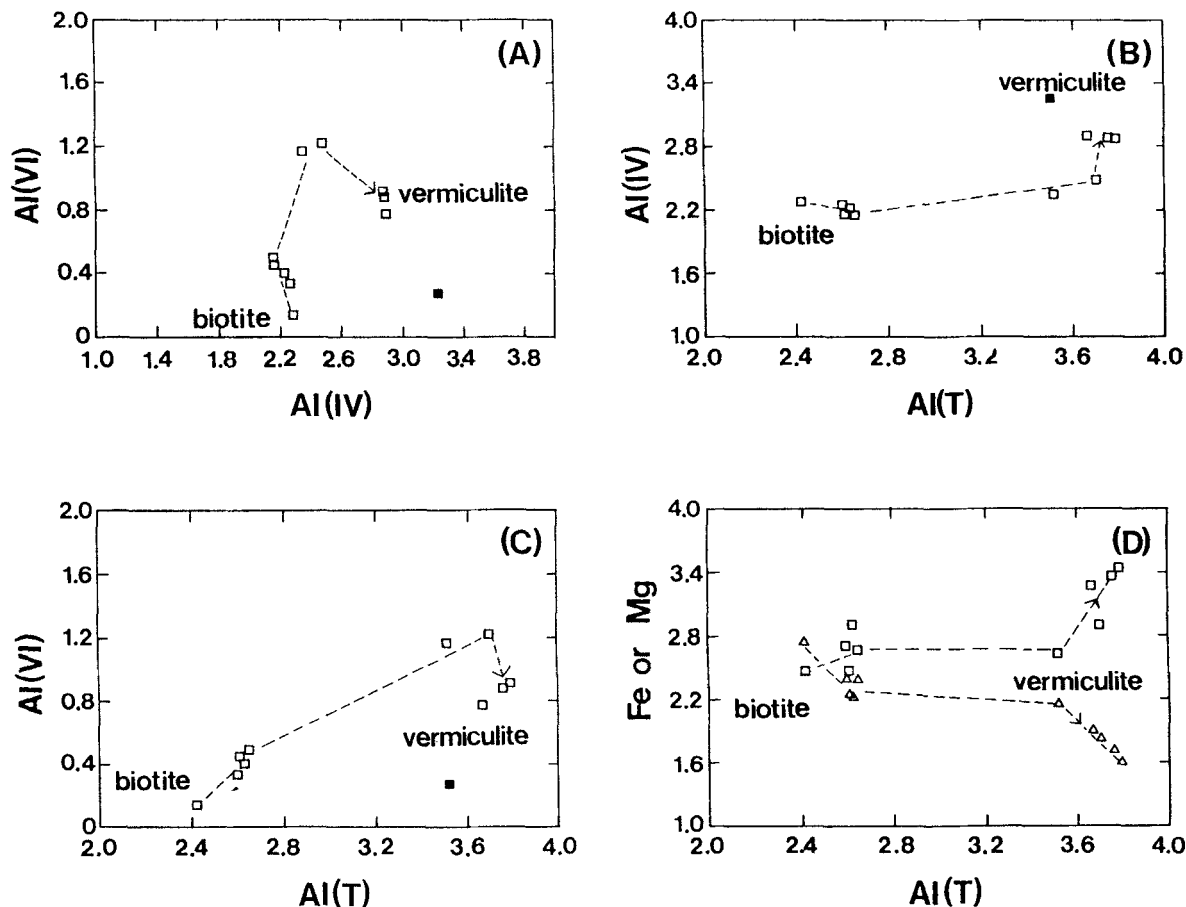 (A)
2.0
1.6
1.2
0.8
0.4
0
Al(VI)
vermiculite
biotite
1.0 1.4 1.8 2.2 2.6 3.0 3.4 3.8
Al(IV)
(B)
4.0
3.4
2.8
2.2
1.6
1.0
Al(IV)
vermiculite
biotite
2.0 2.4 2.8 3.2 3.6 4.0
Al(T)
(C)
2.0
1.6
1.2
0.8
0.4
0
Al(VI)
biotite
vermiculite
2.0 2.4 2.8 3.2 3.6 4.0
Al(T)
(D)
4.0
3.4
2.8
2.2
1.6
1.0
Fe or Mg
biotite
vermiculite
2.0 2.4 2.8 3.2 3.6 4.0
Al(T)